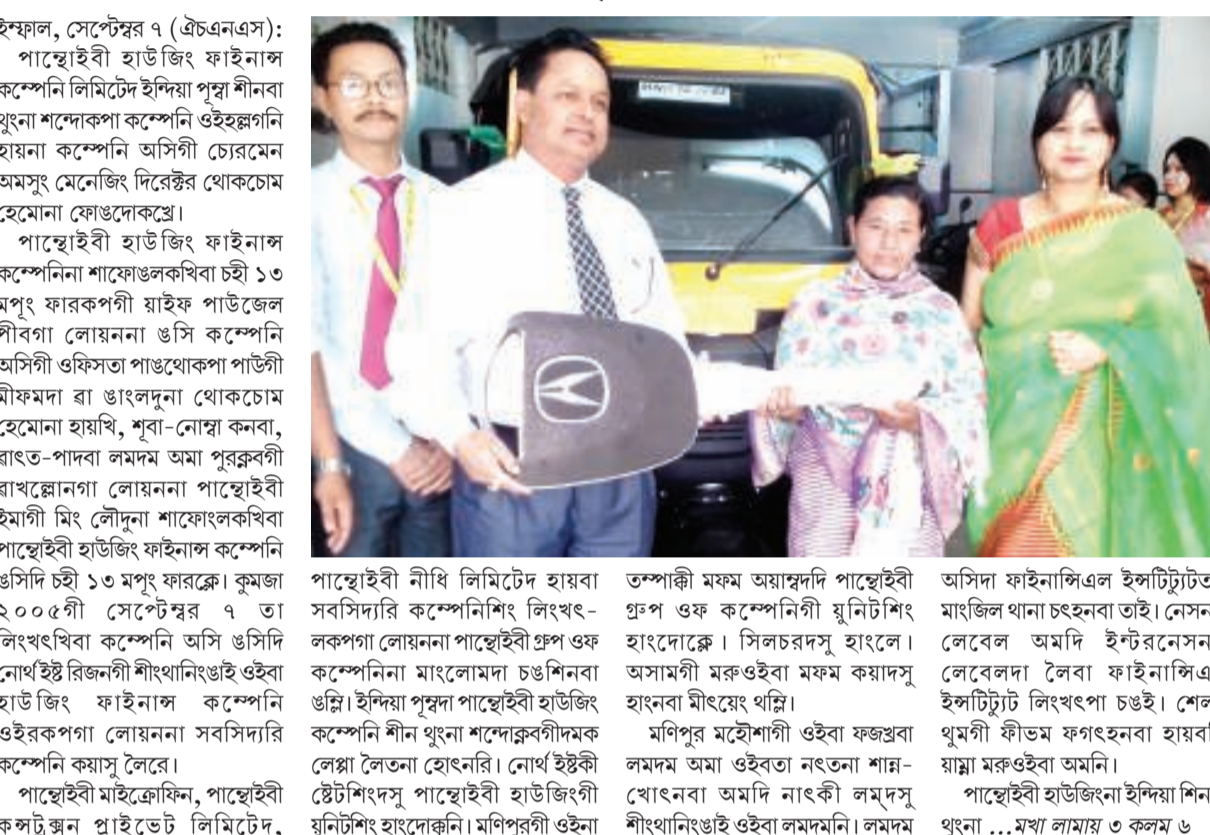 ইম্ফাল, সেপ্টেম্বর ৭ (ঐচএনএস):
পান্থোইবী হাউজিং ফাইনান্স
কম্পেনি লিমিটেদ ইন্দিয়া পূম্বা শীনবা
থুংনা শন্দোকপা কম্পেনি ওইহল্লগনি
হায়না কম্পেনি অসিগী চ্যেরমেন
অমসুং মেনেজিং দিরেক্টর থোকচোম
হেমোনা ফোঙদোকখ্রে।
পান্থোইবী হাউজিং ফাইনান্স
কম্পেনিনা শাফোঙলকখিবা চহী ১৩
মপূং ফারকপগী য়াইফ পাউজেল
পীবগা লোয়ননা ঙসি কম্পেনি
অসিগী ওফিসতা পাঙথোকপা পাউগী
মীফমদা ৱা ঙাংলদুনা থোকচোম
হেমোনা হায়খি, শূবা-নোম্বা কনবা,
ৱাৎত-পাদবা লমদম অমা পুরক্নবগী
ৱাখল্লোনগা লোয়ননা পান্থোইবী
ইমাগী মিং লৌদুনা শাফোংলকখিবা
পান্থোইবী হাউজিং ফাইনান্স কম্পেনি
ঙসিদি চহী ১৩ মপূং ফারক্লে। কুমজা
২০০৫গী সেপ্টেম্বর ৭ তা
লিংখৎখিবা কম্পেনি অসি ঙসিদি
নোর্থ ইষ্ট রিজনগী শীংথানিংঙাই ওইবা
হাউজিং ফাইনান্স কম্পেনি
ওইরকপগা লোয়ননা সবসিদ্যরি
কম্পেনি কয়াসু লৈরে।
পান্থোইবী মাইক্রোফিন, পান্থোইবী
কন্সট্রক্সন প্রাইভেট লিমিটেদ,
পান্থোইবী নীধি লিমিটেদ হায়বা
সবসিদ্যরি কম্পেনিশিং লিংখৎ-
লকপগা লোয়ননা পান্থোইবী গ্রুপ ওফ
কম্পেনিনা মাংলোমদা চঙশিনবা
ঙম্লি। ইন্দিয়া পূম্বদা পান্থোইবী হাউজিং
কম্পেনি শীন থুংনা শন্দোক্নবগীদমক
লেপ্পা লৈতনা হোৎনরি। নোর্থ ইষ্টকী
ষ্টেটশিংদসু পান্থোইবী হাউজিংগী
য়ুনিটশিং হাংদোক্কনি। মণিপুরগী ওইনা
তম্পাক্কী মফম অয়াম্বদদি পান্থোইবী
গ্রুপ ওফ কম্পেনিগী য়ুনিটশিং
হাংদোক্লে। সিলচরদসু হাংলে।
অসামগী মরুওইবা মফম কয়াদসু
হাংনবা মীৎয়েং থম্লি।
মণিপুর মহৌশাগী ওইবা ফজখ্রবা
লমদম অমা ওইবতা নৎতনা শান্ন-
খোৎনবা অমদি নাৎকী লম্‌দসু
শীংথানিংঙাই ওইবা লমদমনি। লমদম
অসিদা ফাইনান্সিএল ইন্সটিট্যুটত
মাংজিল থানা চৎহনবা তাই। নেসন
লেবেল অমদি ইন্টরনেসন
লেবেলদা লৈবা ফাইনান্সিএ
ইন্সটিট্যুট লিংখৎপা চঙই। শেল
থুমগী ফীভম ফগৎহনবা হায়বা
য়াম্না মরুওইবা অমনি।
পান্থোইবী হাউজিংনা ইন্দিয়া শিন
থুংনা ...মখা লামায় ৩ কলম ৬